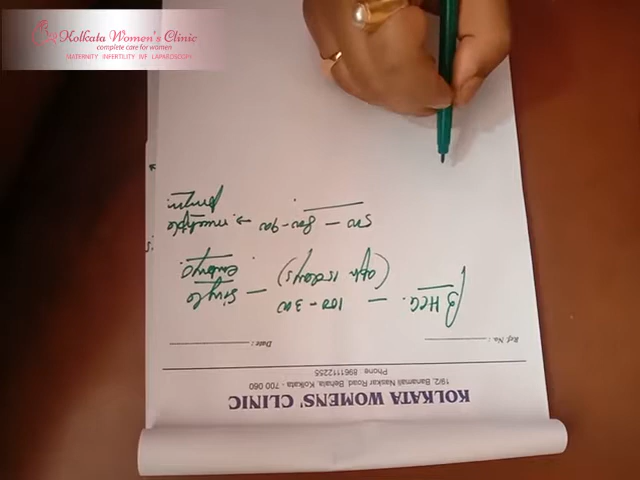 Kolkata Women's Clinic
complete care for women
MATERNITY INFERTILITY IVF LAPAROSCOPY
KOLKATA WOMENS' CLINIC
19/2, Banamali Naskar Road, Behala, Kolkata - 700 060
Phone 8961112255
Ref. No. :
Date :
β HCG. — 100 - 300 — Single
(after 15 days) embryo.
500 - 800-900 → multiple